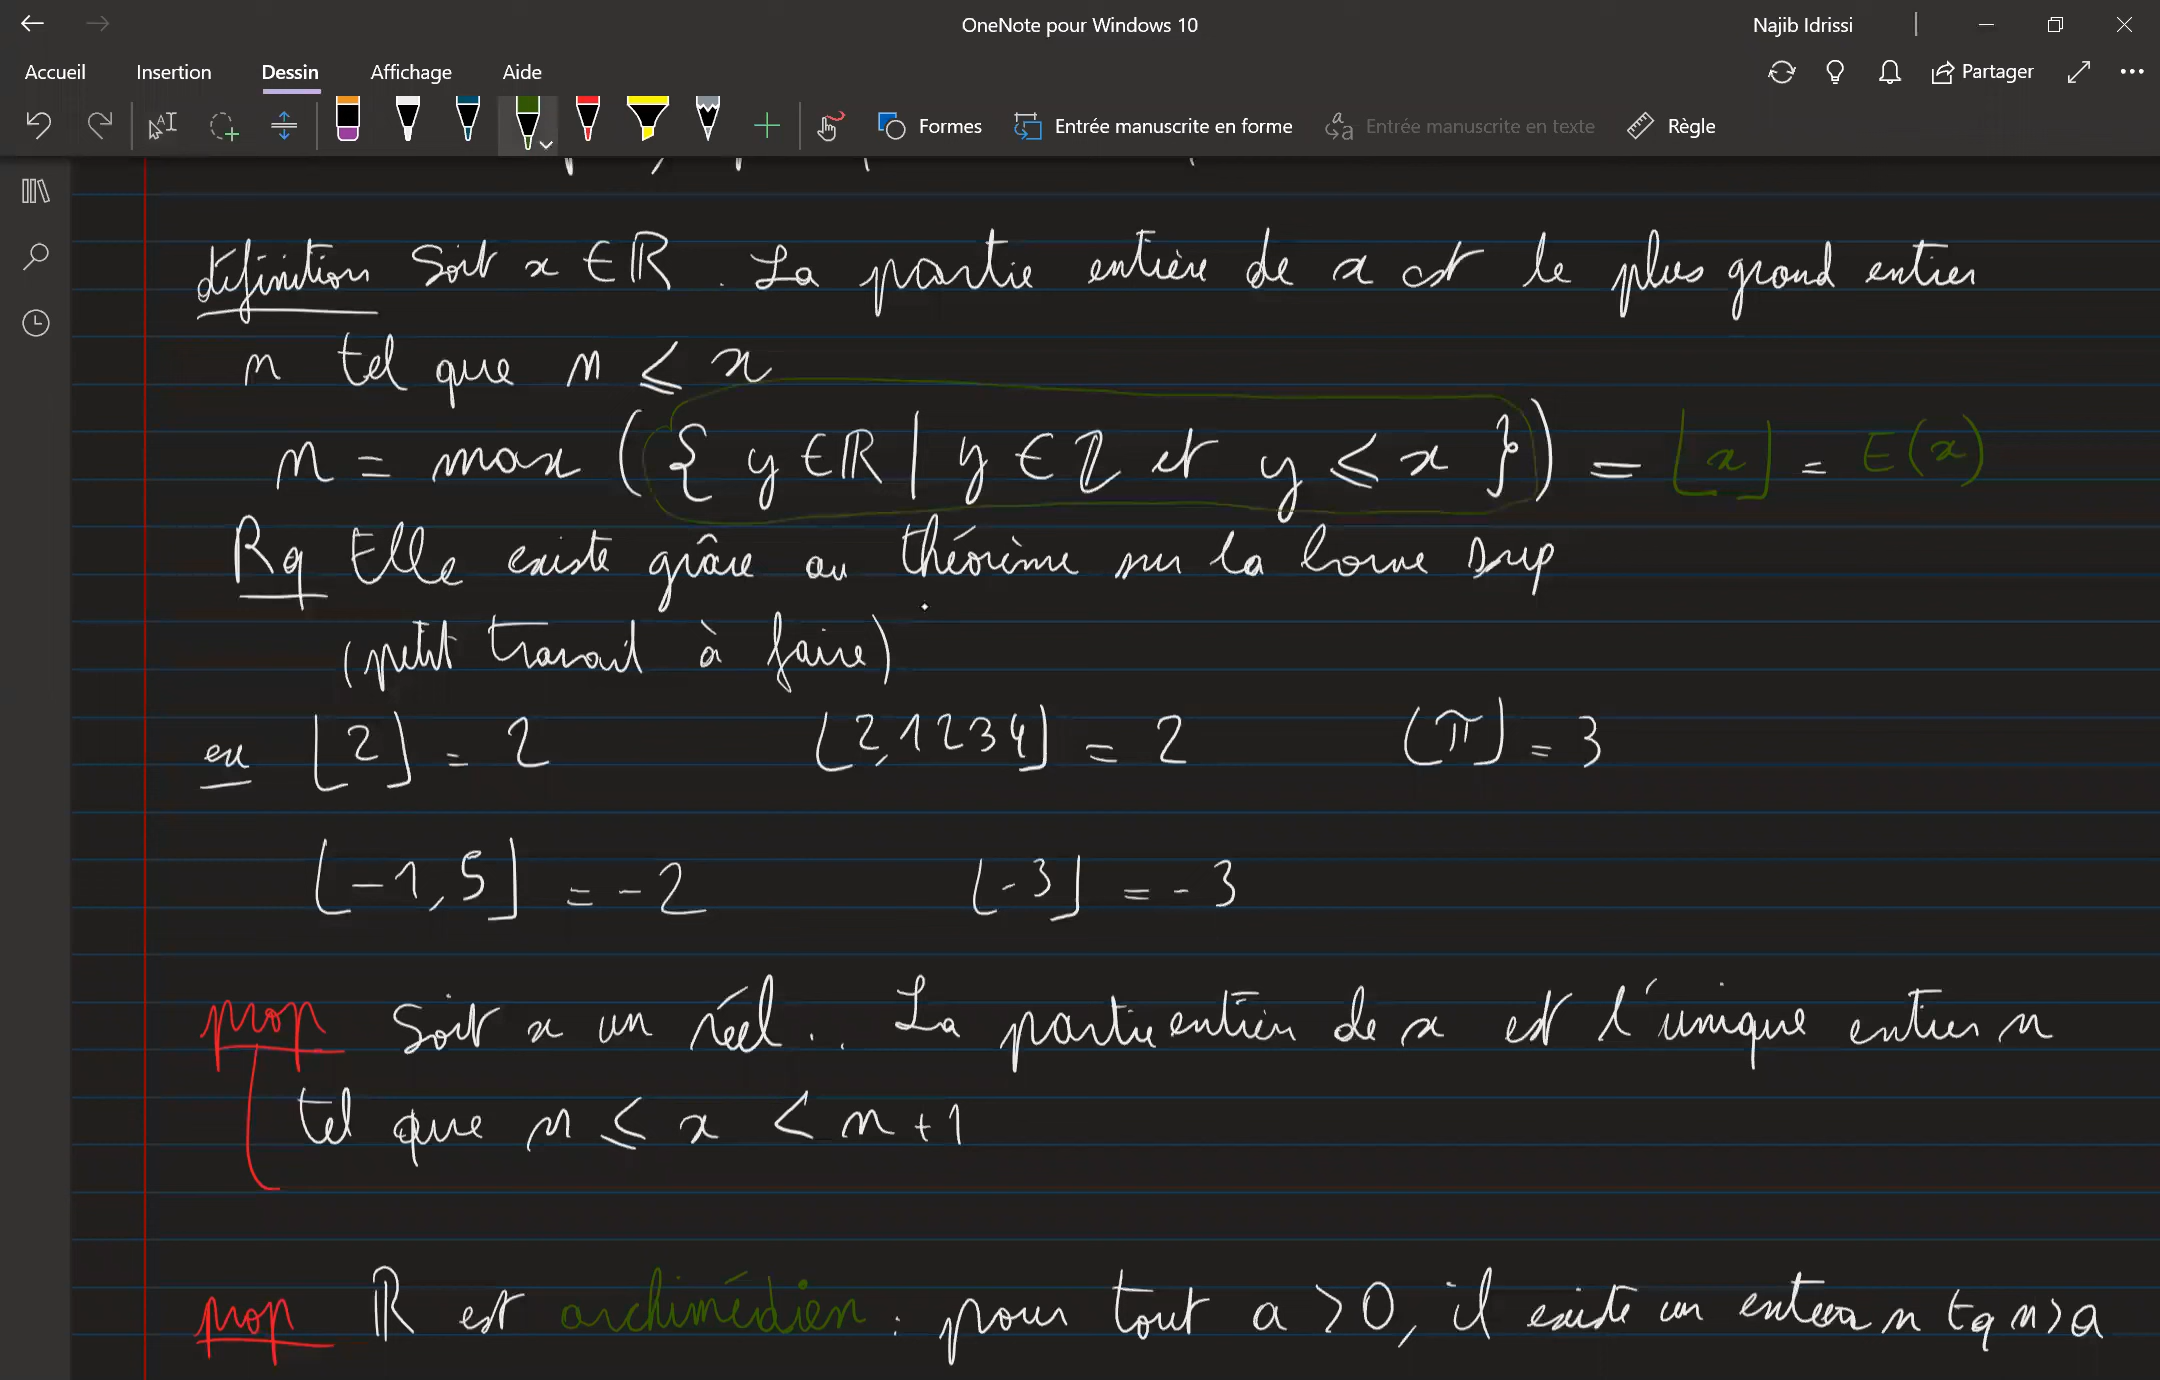 OneNote pour Windows 10
Najib Idrissi
Accueil Insertion Dessin Affichage Aide
Partager
Formes Entrée manuscrite en forme Entrée manuscrite en texte Règle
définition Soit x ∈ ℝ. La partie entière de x est le plus grand entier
n tel que n ≤ x
n = max ({ y ∈ ℝ | y ∈ ℤ et y ≤ x }) = ⌊x⌋ = E(x)
Rq Elle existe grâce au théorème sur la borne sup
(petit travail à faire)
ex ⌊2⌋ = 2 ⌊2,1234⌋ = 2 ⌊π⌋ = 3
⌊-1,5⌋ = -2 ⌊-3⌋ = -3
prop Soit x un réel. La partie entière de x est l'unique entier n
tel que n ≤ x < n+1
prop ℝ est archimédien : pour tout a > 0, il existe un entier n tq n > a